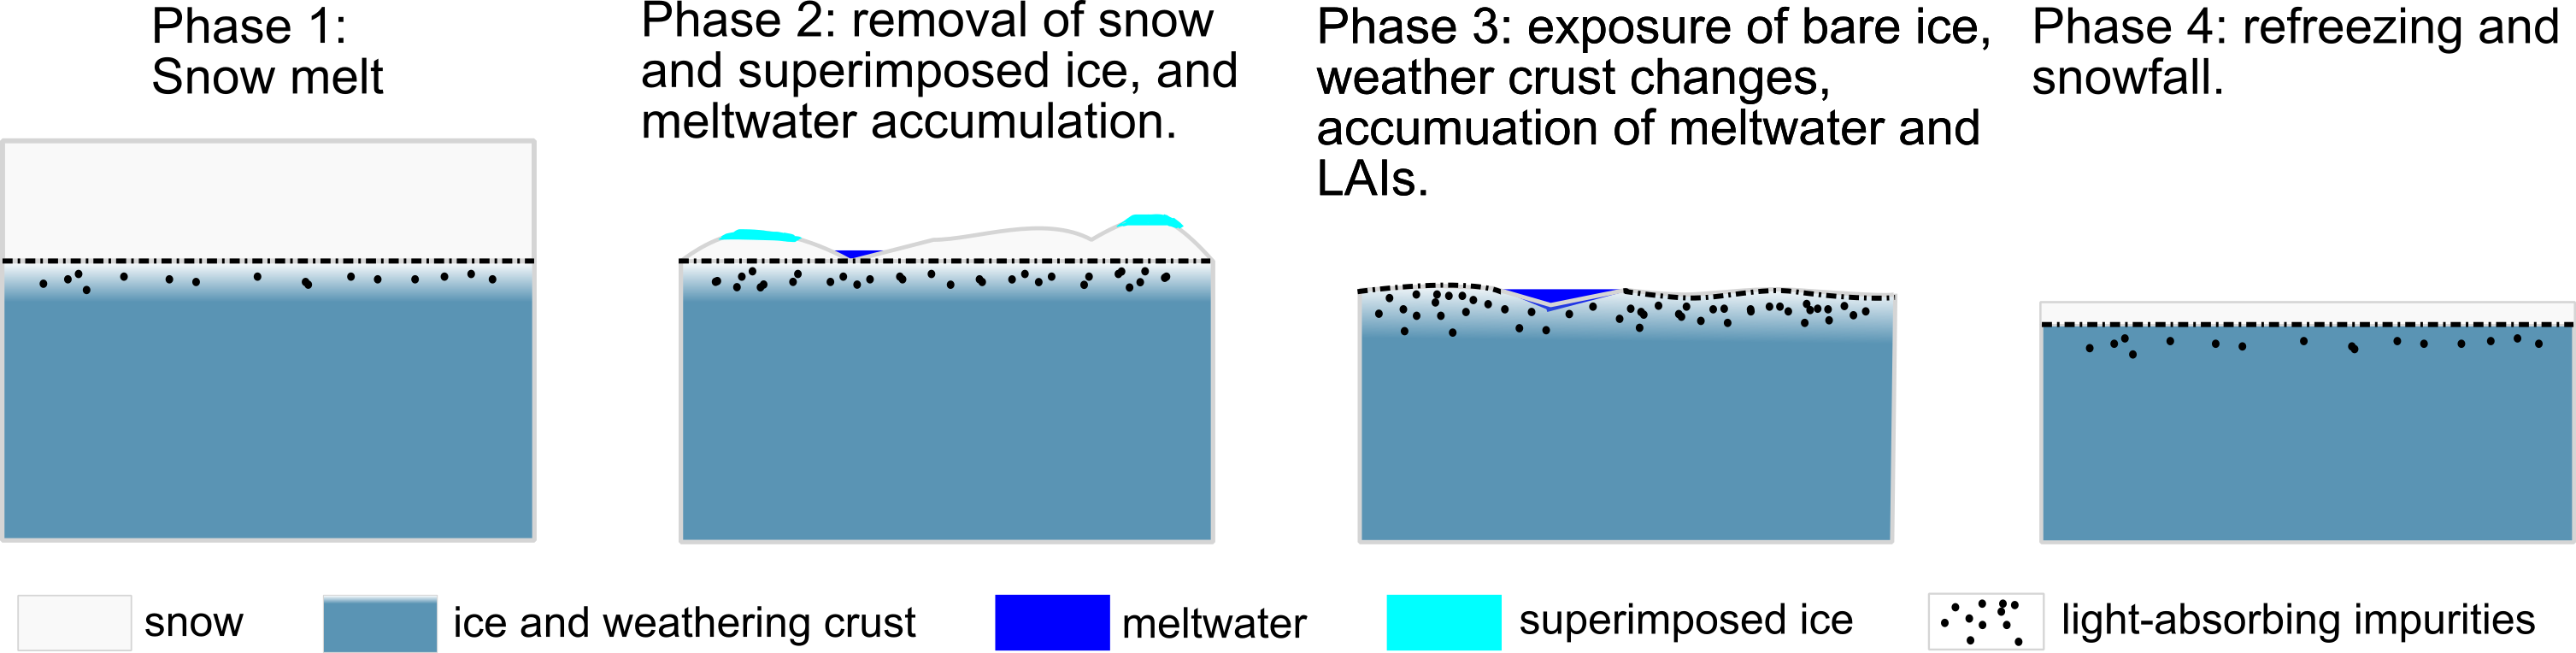 Phase 1:
Snow melt
Phase 2: removal of snow
and superimposed ice, and
meltwater accumulation.
Phase 3: exposure of bare ice,
weather crust changes,
accumuation of meltwater and
LAIs.
Phase 4: refreezing and
snowfall.
snow
ice and weathering crust
meltwater
superimposed ice
light-absorbing impurities